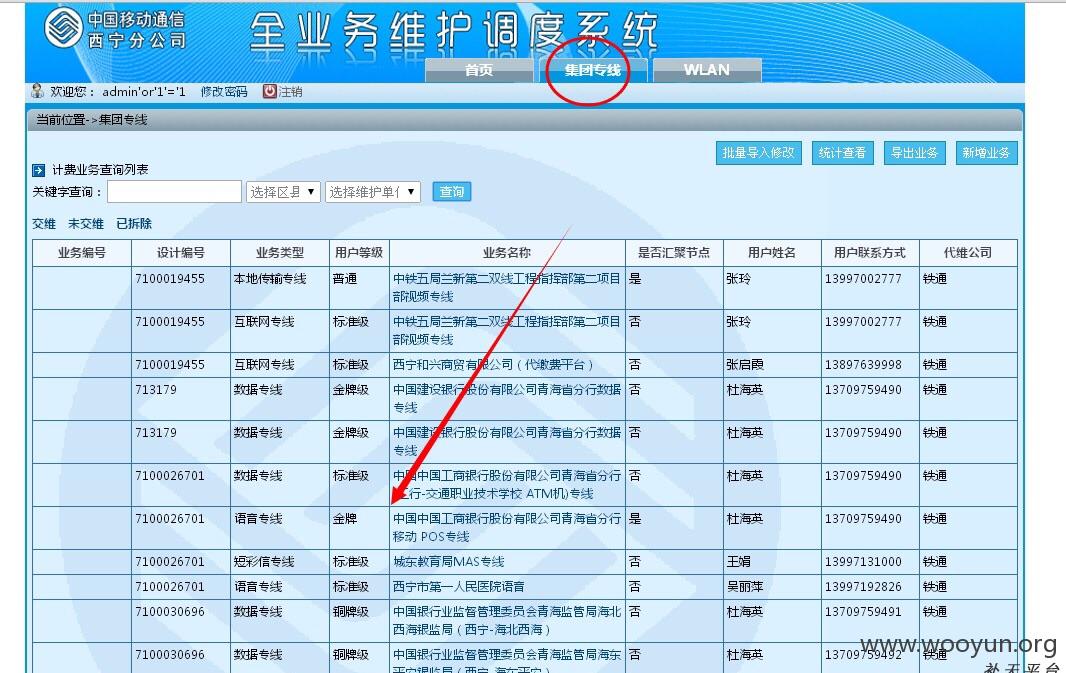 中国移动通信
西宁分公司
全业务维护调度系统
首页 集团专线 WLAN
欢迎您： admin'or'1'='1 修改密码 注销
当前位置->集团专线
批量导入修改 统计查看 导出业务 新增业务
计费业务查询列表
关键字查询： 选择区县 选择维护单 查询
交维 未交维 已拆除
业务编号 设计编号 业务类型 用户等级 业务名称 是否汇聚节点 用户姓名 用户联系方式 代维公司
7100019455 本地传输专线 普通 中铁五局兰新第二双线工程指挥部第二项目 是 张玲 13997002777 铁通
部视频专线
7100019455 互联网专线 标准级 中铁五局兰新第二双线工程指挥部第二项目 否 张玲 13997002777 铁通
部视频专线
7100019455 互联网专线 标准级 西宁和兴商贸有限公司（代缴费平台） 否 张启霞 13897639998 铁通
713179 数据专线 金牌级 中国建设银行股份有限公司青海省分行数据 否 杜海英 13709759490 铁通
专线
713179 数据专线 金牌级 中国建设银行股份有限公司青海省分行数据 否 杜海英 13709759490 铁通
专线
7100026701 数据专线 标准级 中国中国工商银行股份有限公司青海省分行 否 杜海英 13709759490 铁通
行-交通职业技术学校 ATM机)专线
7100026701 语音专线 金牌 中国中国工商银行股份有限公司青海省分行 是 杜海英 13709759490 铁通
移动 POS专线
7100026701 短彩信专线 标准级 城东教育局MAS专线 否 王娟 13997131000 铁通
7100026701 语音专线 标准级 西宁市第一人民医院语音 否 吴丽萍 13997192826 铁通
7100030696 数据专线 铜牌级 中国银行业监督管理委员会青海监管局海北 否 杜海英 13709759491 铁通
西海银监局（西宁-海北西海）
7100030696 数据专线 铜牌级 中国银行业监督管理委员会青海监管局海东 否 杜海英 13709759492 铁通
平安银监局（西宁-海东平安）
www.wooyun.org